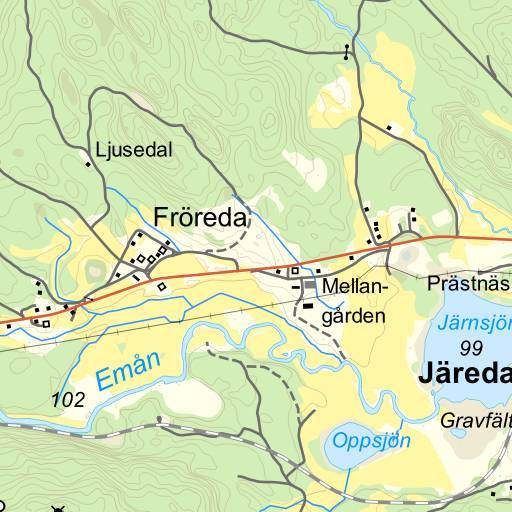 Ljusedal
Fröreda
Mellan-
gården
Prästnäs
Järnsjön
99
Järeda
Gravfält
Emån
102
Oppsjön